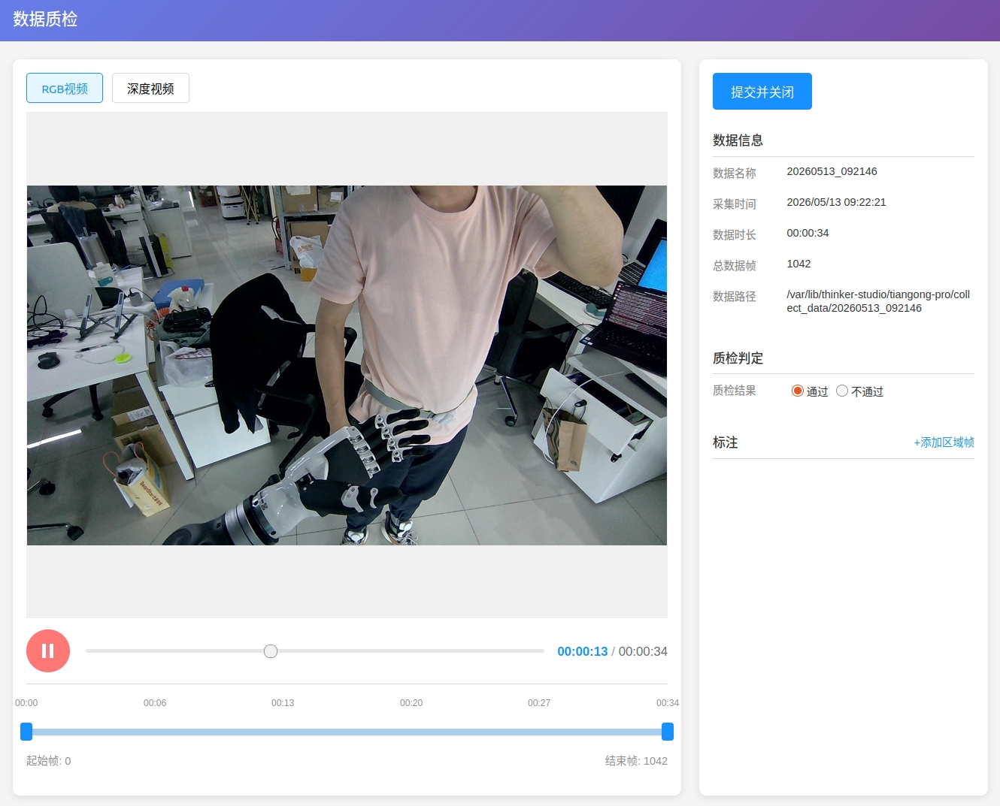 数据质检
RGB视频
深度视频
00:00:13 / 00:00:34
00:00
00:06
00:13
00:20
00:27
00:34
起始帧: 0
结束帧: 1042
提交并关闭
数据信息
数据名称
20260513_092146
采集时间
2026/05/13 09:22:21
数据时长
00:00:34
总数据帧
1042
数据路径
/var/lib/thinker-studio/tiangong-pro/coll
ect_data/20260513_092146
质检判定
质检结果
通过
不通过
标注
+添加区域帧